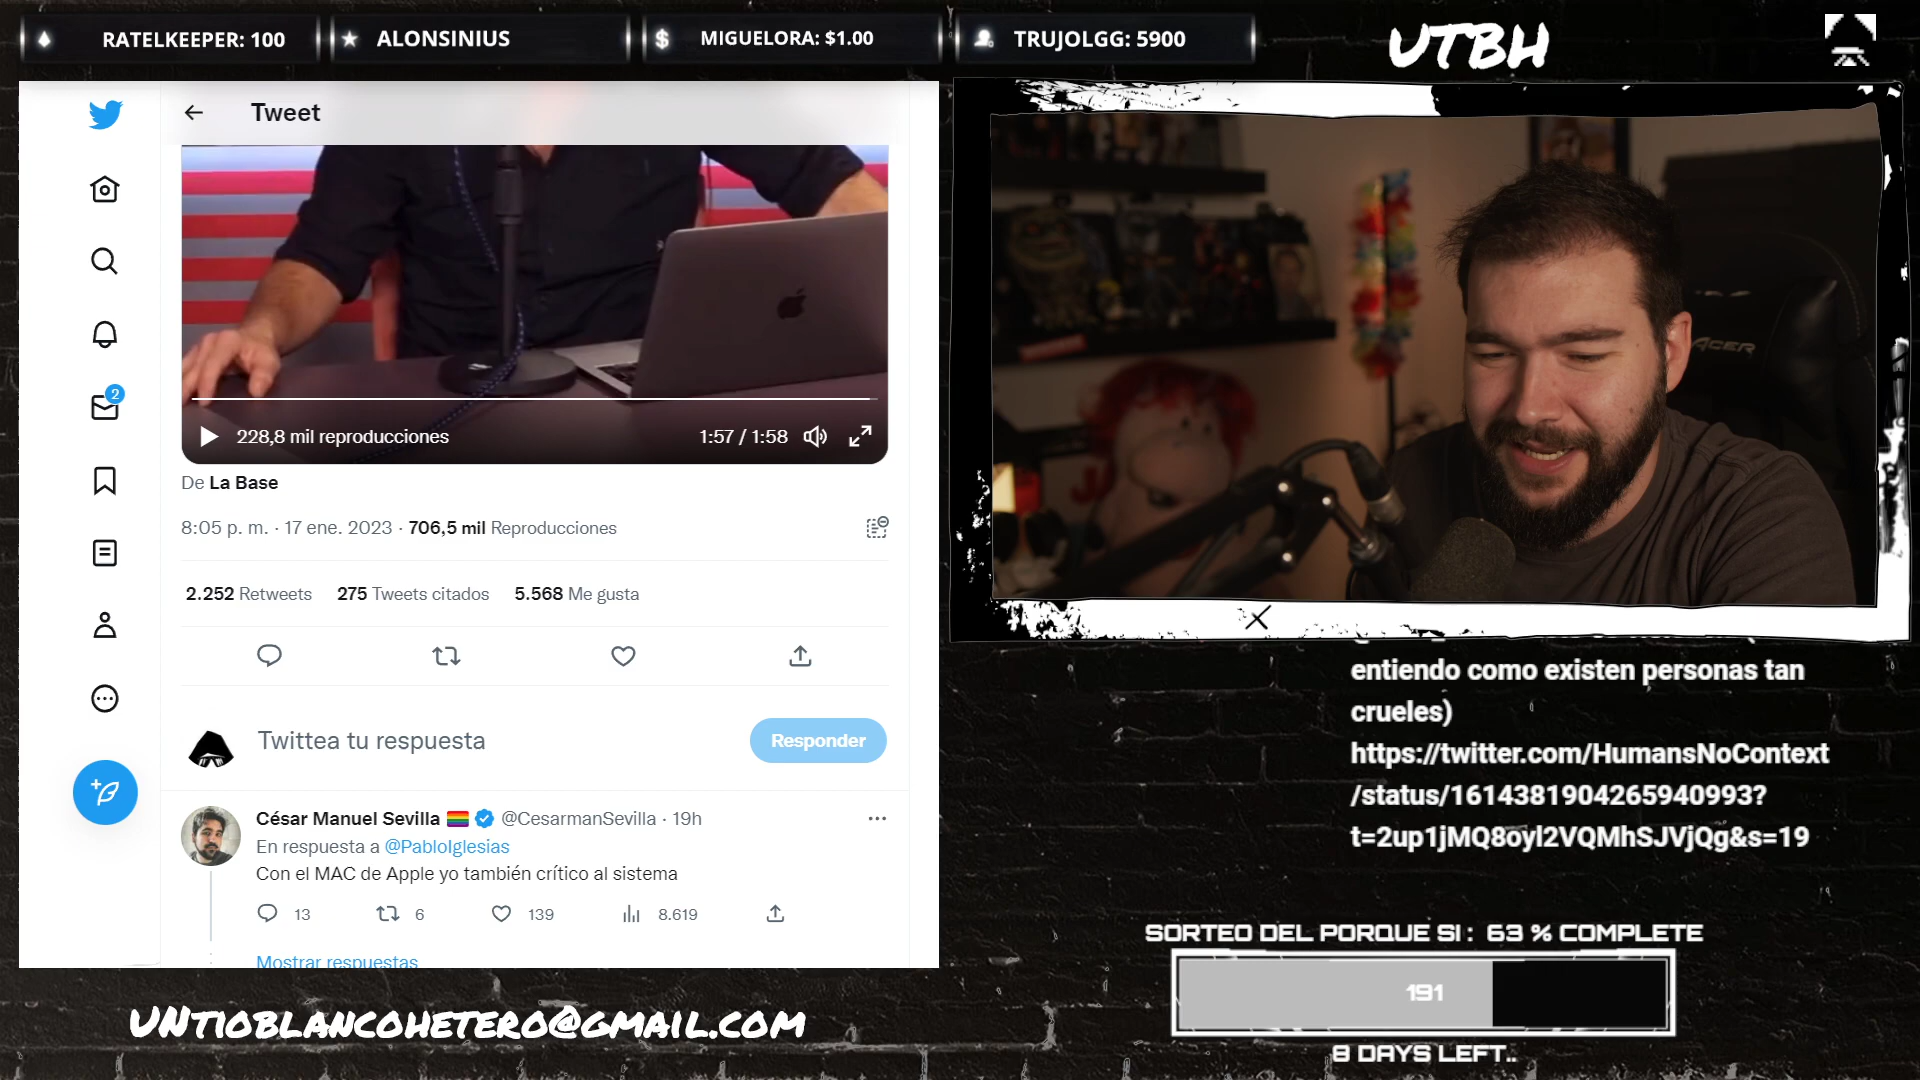 RATELKEEPER: 100
ALONSINIUS
MIGUELORA: $1.00
TRUJOLGG: 5900
UTBH
Tweet
2
228,8 mil reproducciones
1:57 / 1:58
De La Base
8:05 p. m. · 17 ene. 2023 · 706,5 mil Reproducciones
2.252 Retweets 275 Tweets citados 5.568 Me gusta
Twittea tu respuesta
Responder
César Manuel Sevilla @CesarmanSevilla · 19h
En respuesta a @PabloIglesias
Con el MAC de Apple yo también crítico al sistema
13 6 139 8.619
Mostrar respuestas
UNTIOBLANCOHETERO@GMAIL.COM
ACER
entiendo como existen personas tan
crueles)
https://twitter.com/HumansNoContext
/status/1614381904265940993?
t=2up1jMQ8oyl2VQMhSJVjQg&s=19
SORTEO DEL PORQUE SI : 63 % COMPLETE
191
8 DAYS LEFT..